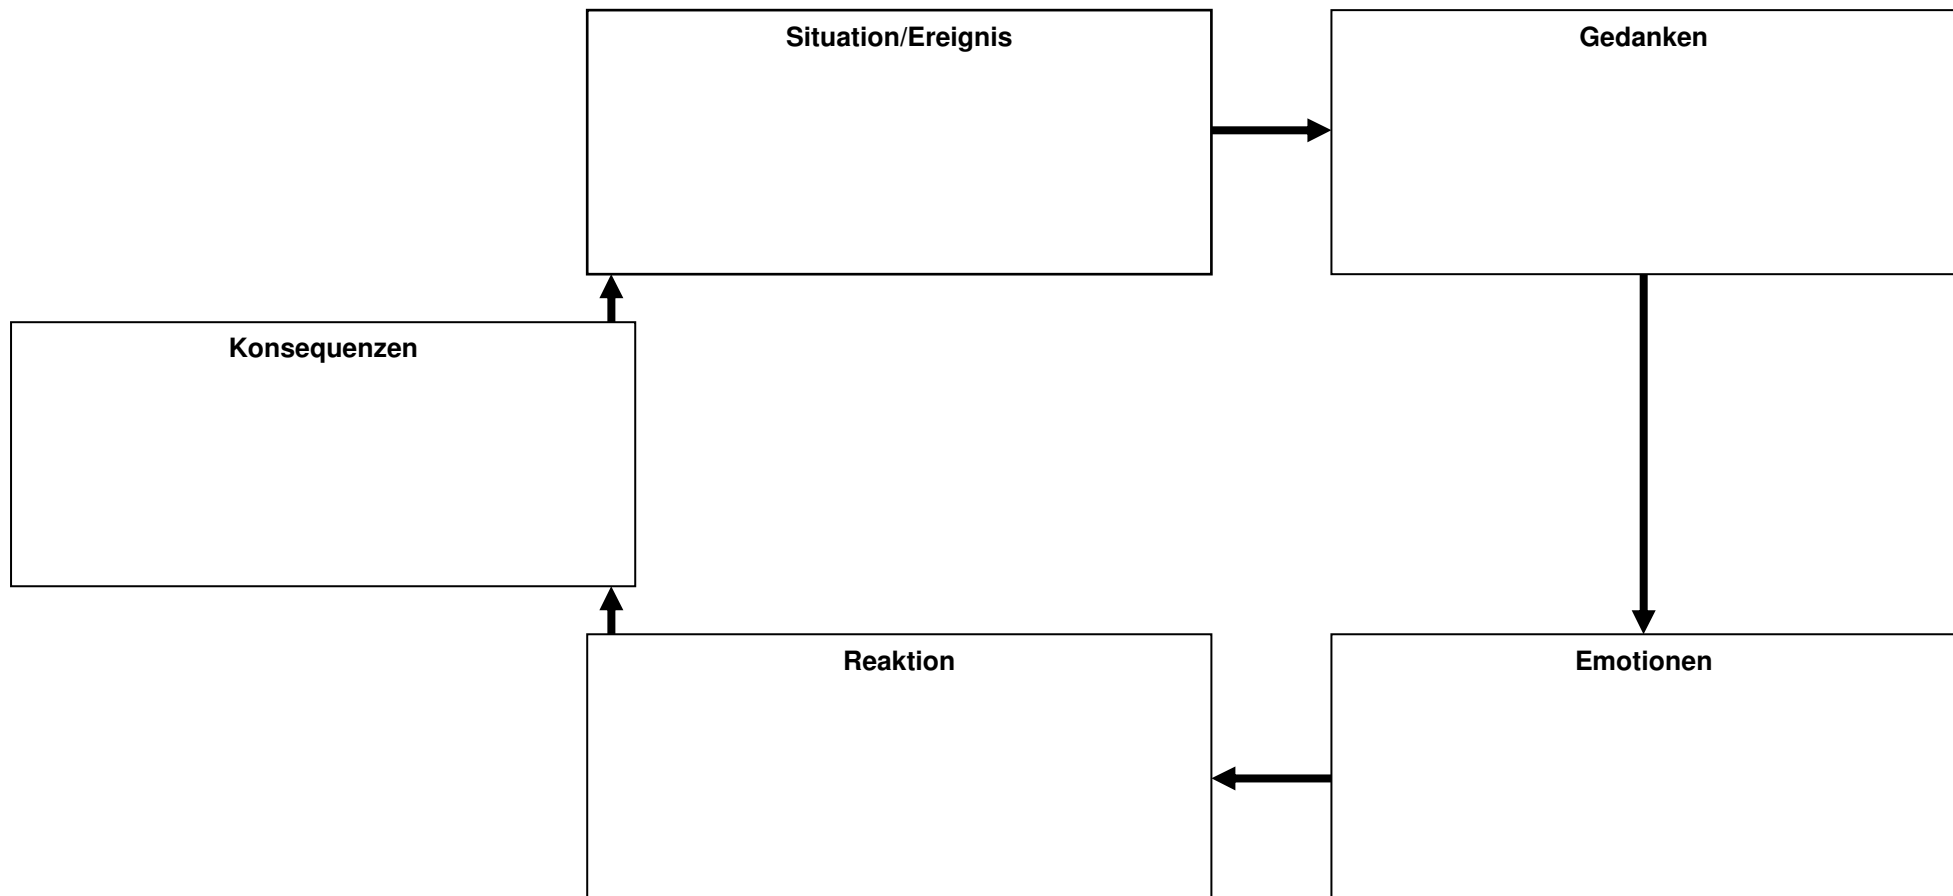 Situation/Ereignis
Gedanken
Konsequenzen
Reaktion
Emotionen